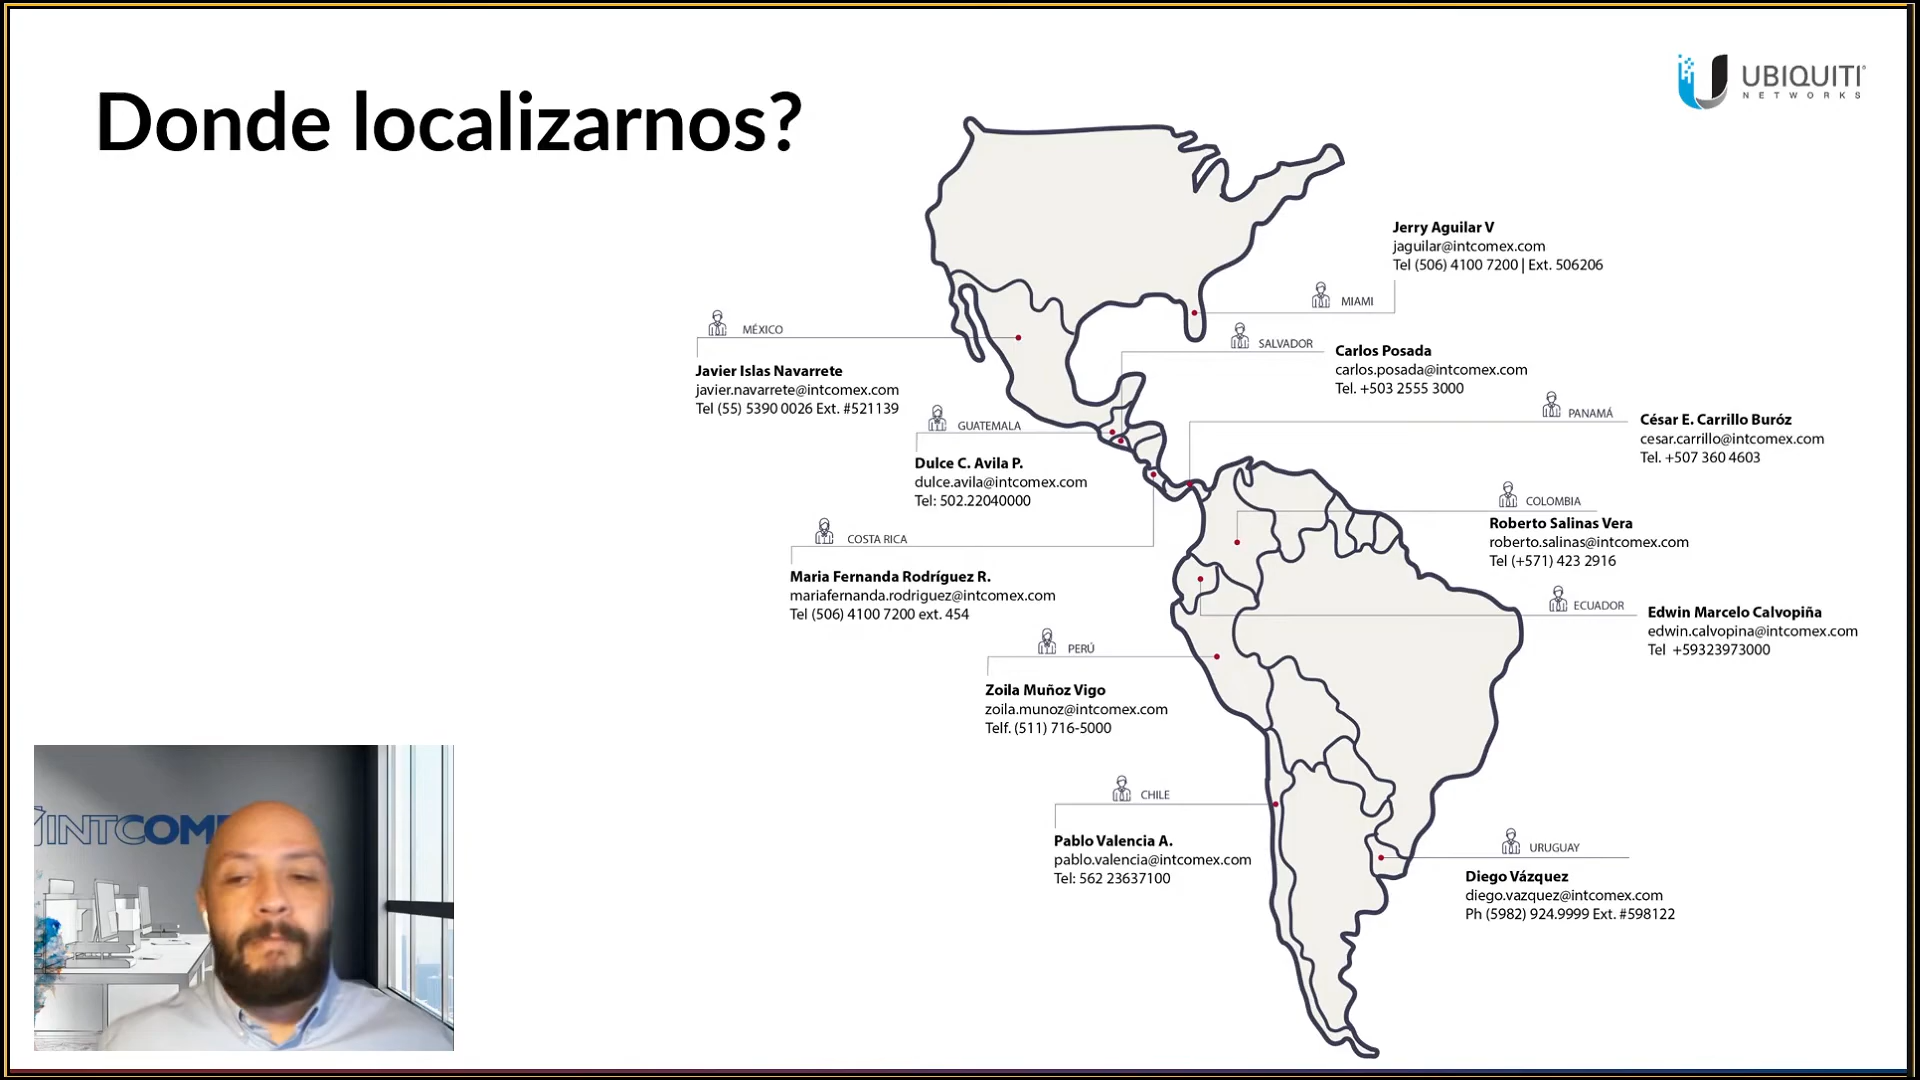 Donde localizarnos?
UBIQUITI
NETWORKS
Jerry Aguilar V
jaguilar@intcomex.com
Tel (506) 4100 7200 | Ext. 506206
MIAMI
MÉXICO
Javier Islas Navarrete
javier.navarrete@intcomex.com
Tel (55) 5390 0026 Ext. #521139
SALVADOR
Carlos Posada
carlos.posada@intcomex.com
Tel. +503 2555 3000
PANAMÁ
César E. Carrillo Buróz
cesar.carrillo@intcomex.com
Tel. +507 360 4603
GUATEMALA
Dulce C. Avila P.
dulce.avila@intcomex.com
Tel: 502.22040000
COLOMBIA
Roberto Salinas Vera
roberto.salinas@intcomex.com
Tel (+571) 423 2916
COSTA RICA
Maria Fernanda Rodríguez R.
mariafernanda.rodriguez@intcomex.com
Tel (506) 4100 7200 ext. 454
ECUADOR
Edwin Marcelo Calvopiña
edwin.calvopina@intcomex.com
Tel +59323973000
PERÚ
Zoila Muñoz Vigo
zoila.munoz@intcomex.com
Telf. (511) 716-5000
CHILE
Pablo Valencia A.
pablo.valencia@intcomex.com
Tel: 562 23637100
URUGUAY
Diego Vázquez
diego.vazquez@intcomex.com
Ph (5982) 924.9999 Ext. #598122
INTCOM